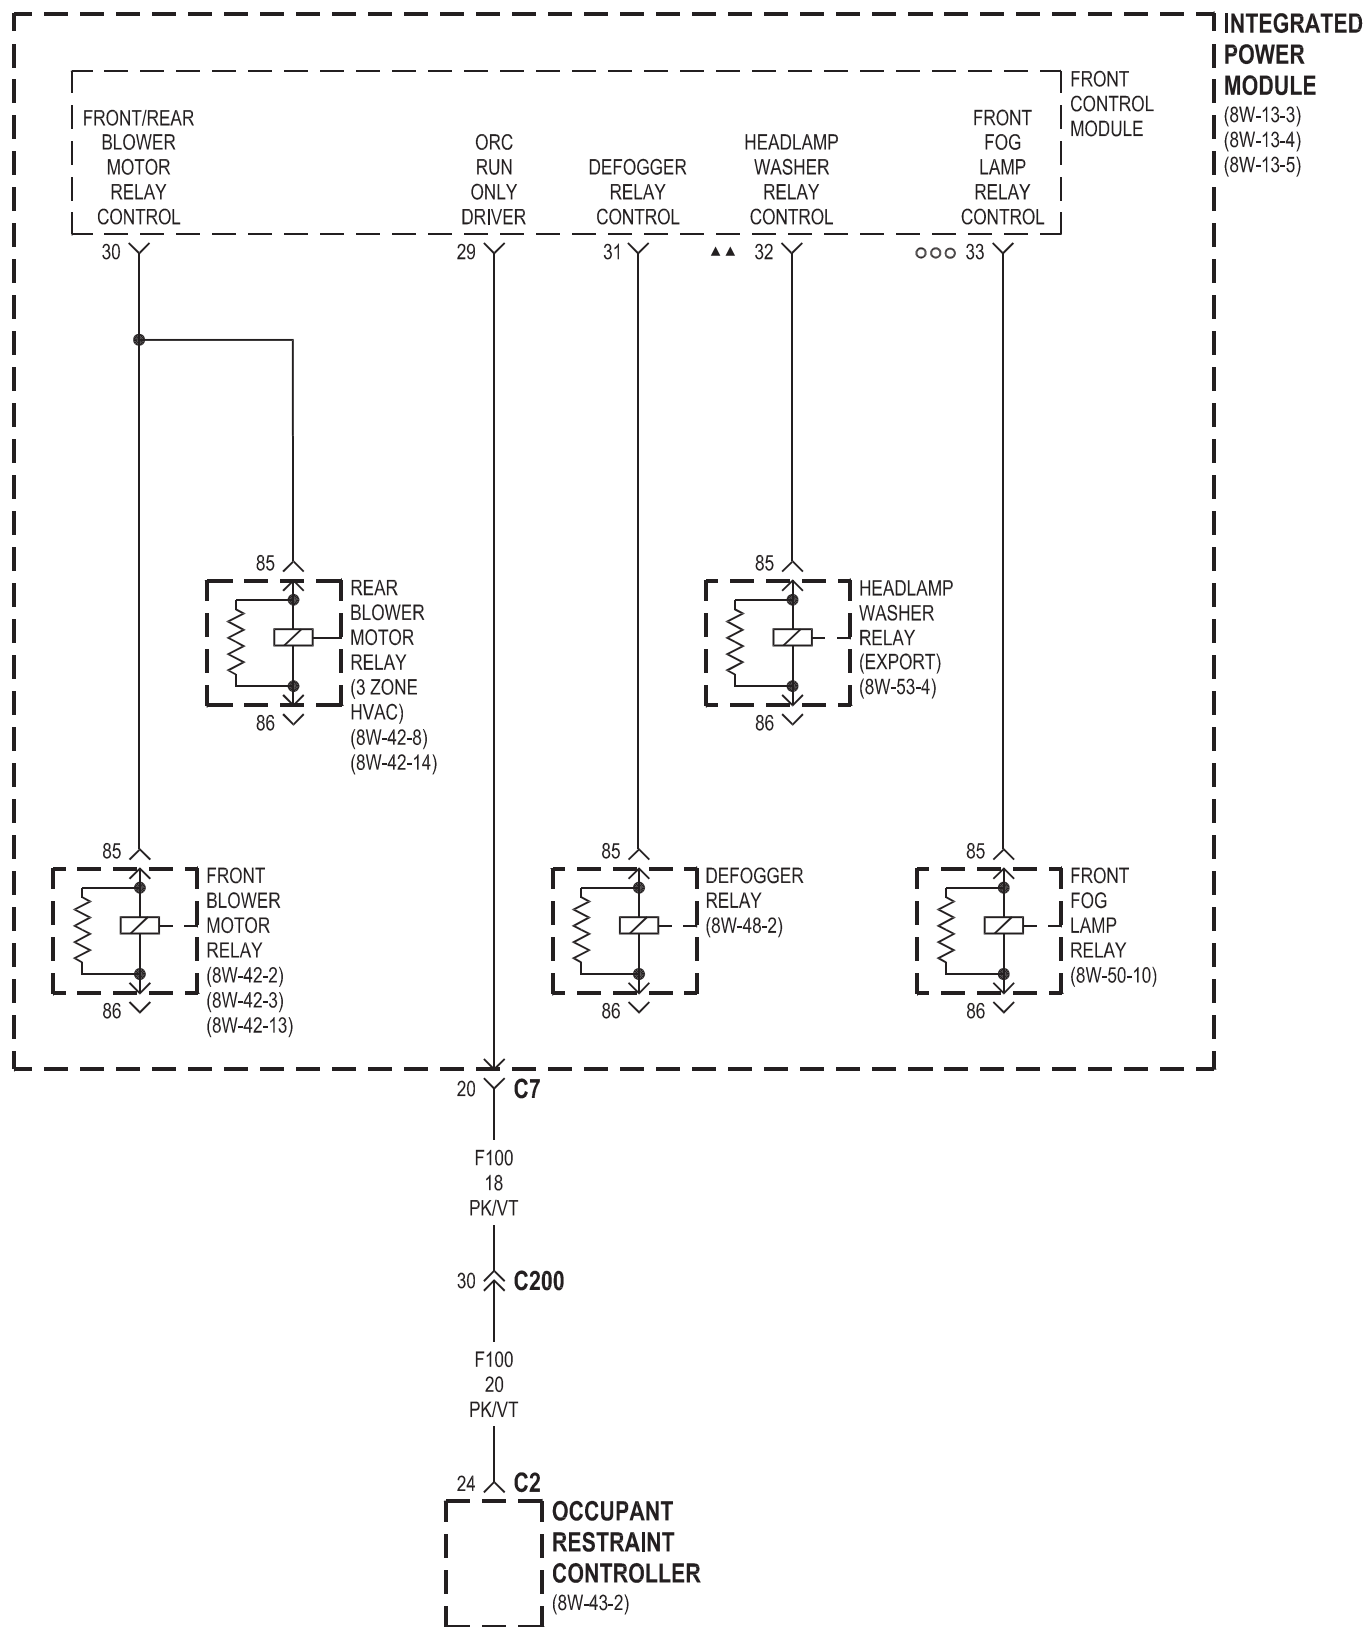 INTEGRATED
POWER
MODULE
(8W-13-3)
(8W-13-4)
(8W-13-5)
FRONT
CONTROL
MODULE
FRONT/REAR
BLOWER
MOTOR
RELAY
CONTROL
ORC
RUN
ONLY
DRIVER
DEFOGGER
RELAY
CONTROL
HEADLAMP
WASHER
RELAY
CONTROL
FRONT
FOG
LAMP
RELAY
CONTROL
30
29
31
▲▲ 32
○○○ 33
85
REAR
BLOWER
MOTOR
RELAY
(3 ZONE
HVAC)
(8W-42-8)
(8W-42-14)
86
85
HEADLAMP
WASHER
RELAY
(EXPORT)
(8W-53-4)
86
85
FRONT
BLOWER
MOTOR
RELAY
(8W-42-2)
(8W-42-3)
(8W-42-13)
86
85
DEFOGGER
RELAY
(8W-48-2)
86
85
FRONT
FOG
LAMP
RELAY
(8W-50-10)
86
20 C7
F100
18
PK/VT
30 C200
F100
20
PK/VT
24 C2
OCCUPANT
RESTRAINT
CONTROLLER
(8W-43-2)